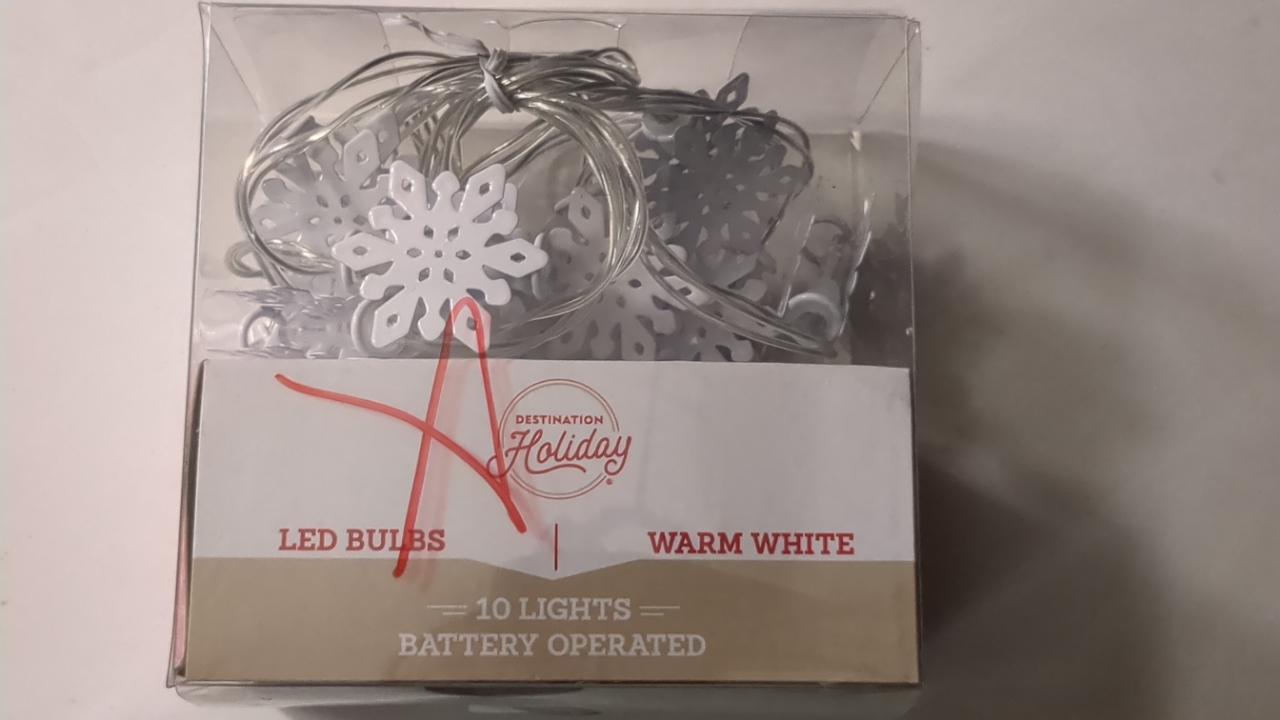 DESTINATION
Holiday®
A
LED BULBS | WARM WHITE
10 LIGHTS
BATTERY OPERATED